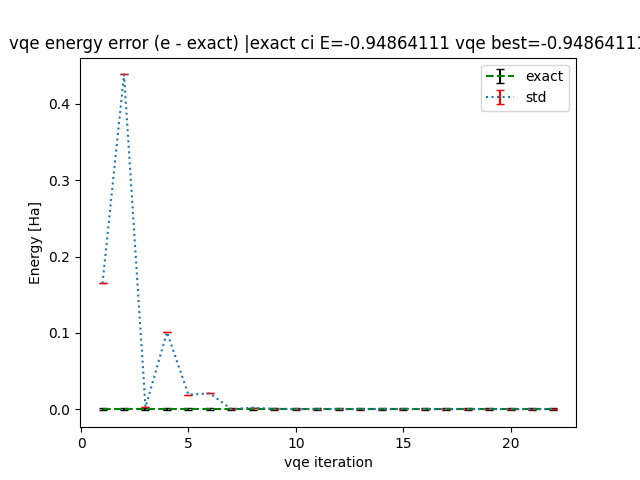 vqe energy error (e - exact) |exact ci E=-0.94864111 vqe best=-0.94864111
exact
std
Energy [Ha]
0.4
0.3
0.2
0.1
0.0
0 5 10 15 20
vqe iteration